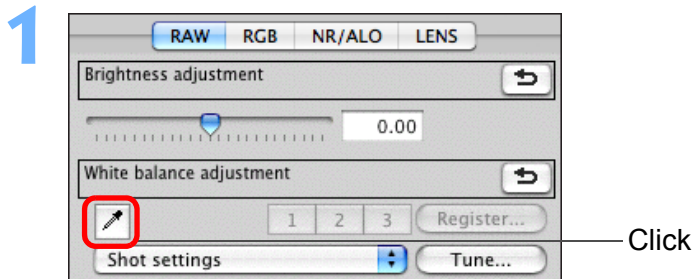 1
RAW RGB NR/ALO LENS
Brightness adjustment
0.00
White balance adjustment
1 2 3 Register...
Click
Shot settings Tune...